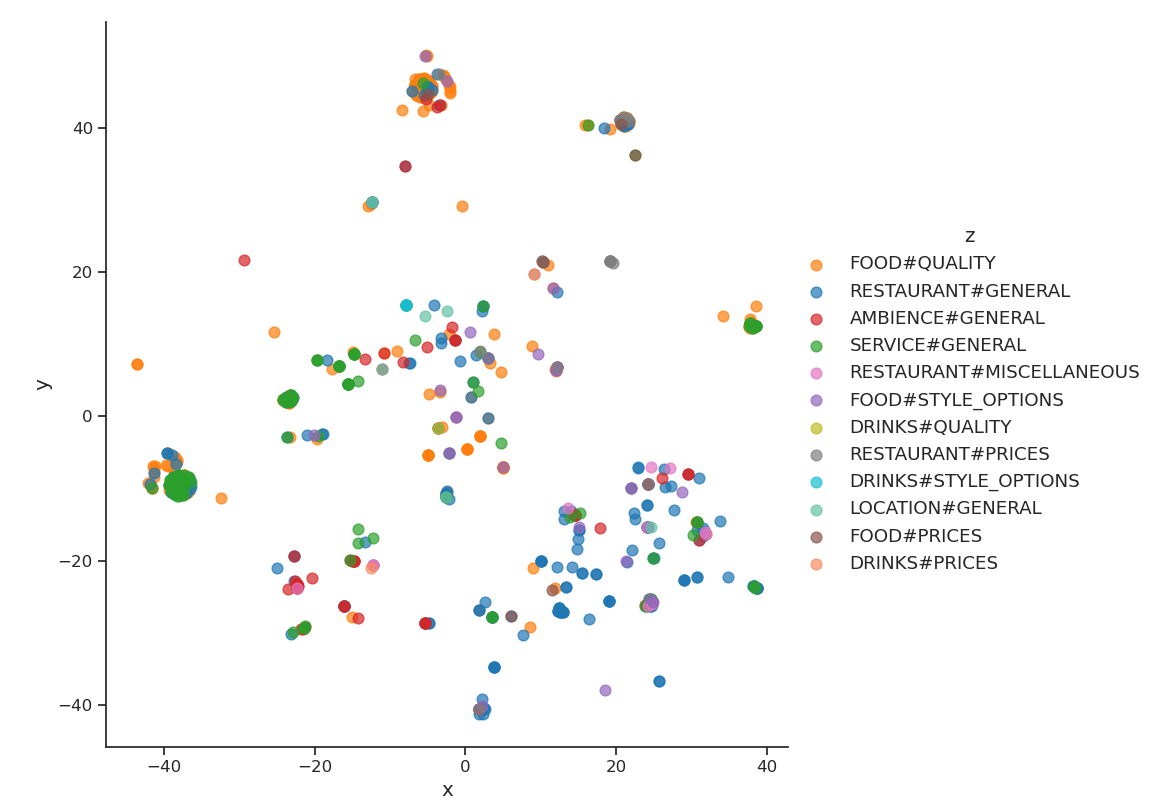 40
20
0
−20
−40
y
−40
−20
0
20
40
x
z
FOOD#QUALITY
RESTAURANT#GENERAL
AMBIENCE#GENERAL
SERVICE#GENERAL
RESTAURANT#MISCELLANEOUS
FOOD#STYLE_OPTIONS
DRINKS#QUALITY
RESTAURANT#PRICES
DRINKS#STYLE_OPTIONS
LOCATION#GENERAL
FOOD#PRICES
DRINKS#PRICES